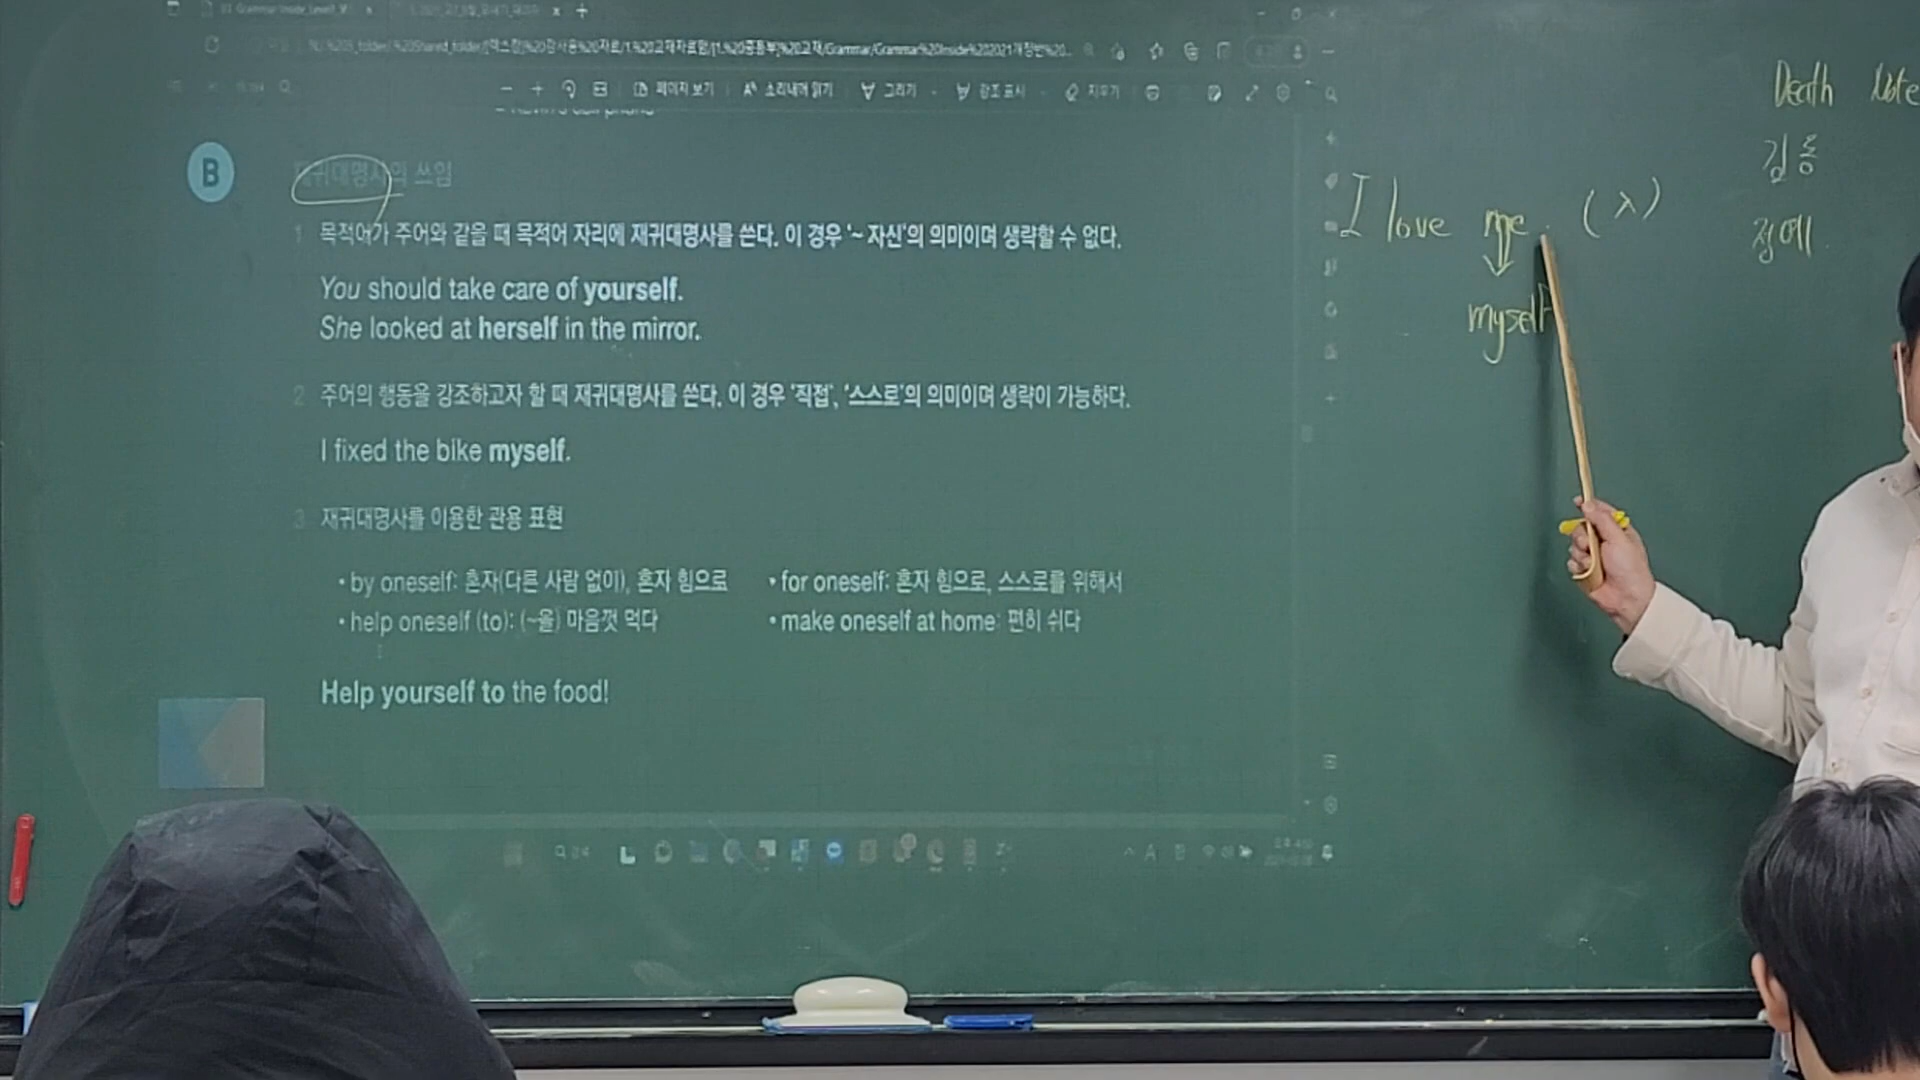 페이지 보기 소리내어 읽기 그리기 강조 표시 지우기
B
재귀대명사의 쓰임
1 목적어가 주어와 같을 때 목적어 자리에 재귀대명사를 쓴다. 이 경우 '~ 자신'의 의미이며 생략할 수 없다.
You should take care of yourself.
She looked at herself in the mirror.
2 주어의 행동을 강조하고자 할 때 재귀대명사를 쓴다. 이 경우 '직접', '스스로'의 의미이며 생략이 가능하다.
I fixed the bike myself.
3 재귀대명사를 이용한 관용 표현
• by oneself: 혼자(다른 사람 없이), 혼자 힘으로
• for oneself: 혼자 힘으로, 스스로를 위해서
• help oneself (to): (~을) 마음껏 먹다
• make oneself at home: 편히 쉬다
Help yourself to the food!
I love me. (X)
myself
Death Note
김동
정예